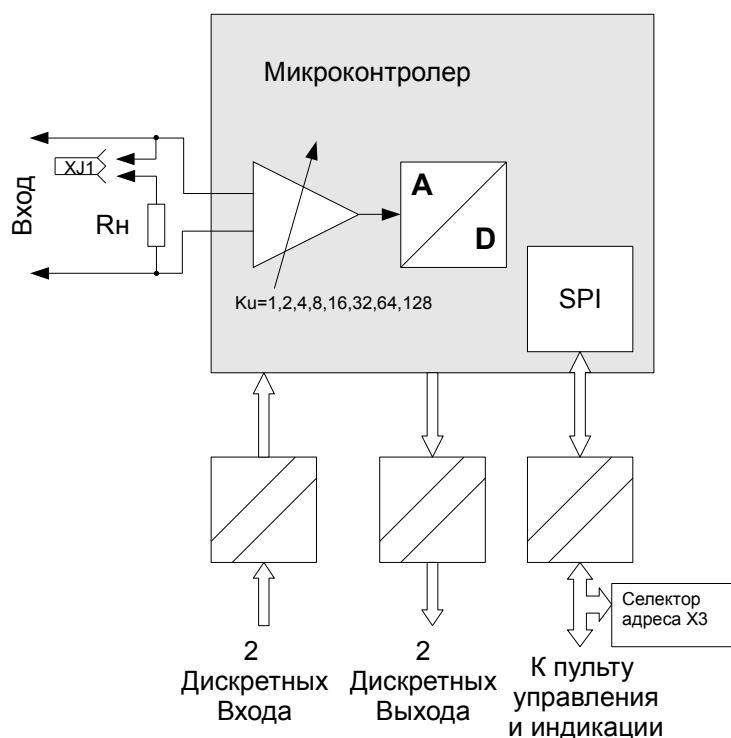 Микроконтролер
XJ1
Вход
Rн
A
D
Ku=1,2,4,8,16,32,64,128
SPI
Селектор
адреса X3
2
Дискретных
Входа
2
Дискретных
Выхода
К пульту
управления
и индикации